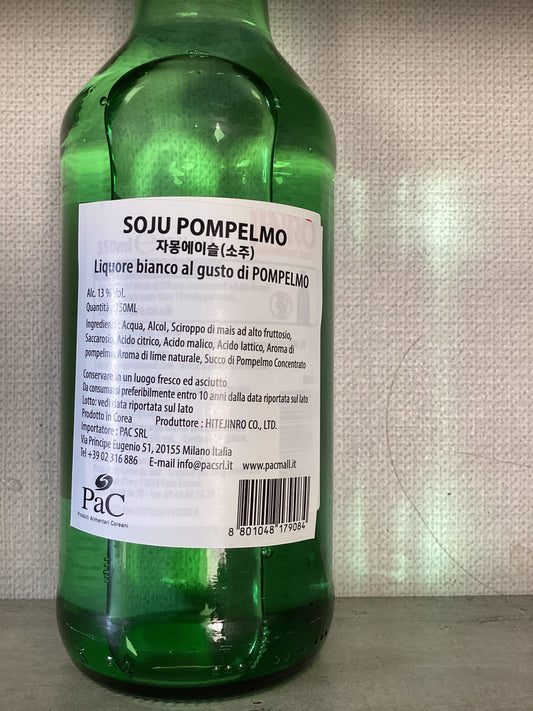 SOJU POMPELMO
자몽에이슬(소주)
Liquore bianco al gusto di POMPELMO
Alc. 13 % Vol.
Quantità : 350ML
Ingredienti : Acqua, Alcol, Sciroppo di mais ad alto fruttosio,
Saccarosio, Acido citrico, Acido malico, Acido lattico, Aroma di
pompelmo, Aroma di lime naturale, Succo di Pompelmo Concentrato
Conservare in un luogo fresco ed asciutto
Da consumarsi preferibilmente entro 10 anni dalla data riportata sul lato
Lotto: vedi data riportata sul lato
Prodotto in Corea Produttore : HITEJINRO CO., LTD.
Importatore : PAC SRL
Via Principe Eugenio 51, 20155 Milano Italia
Tel +39 02 316 886 E-mail info@pacsrl.it www.pacmall.it
PaC
Prodotti Alimentari Coreani
8 801048 179084